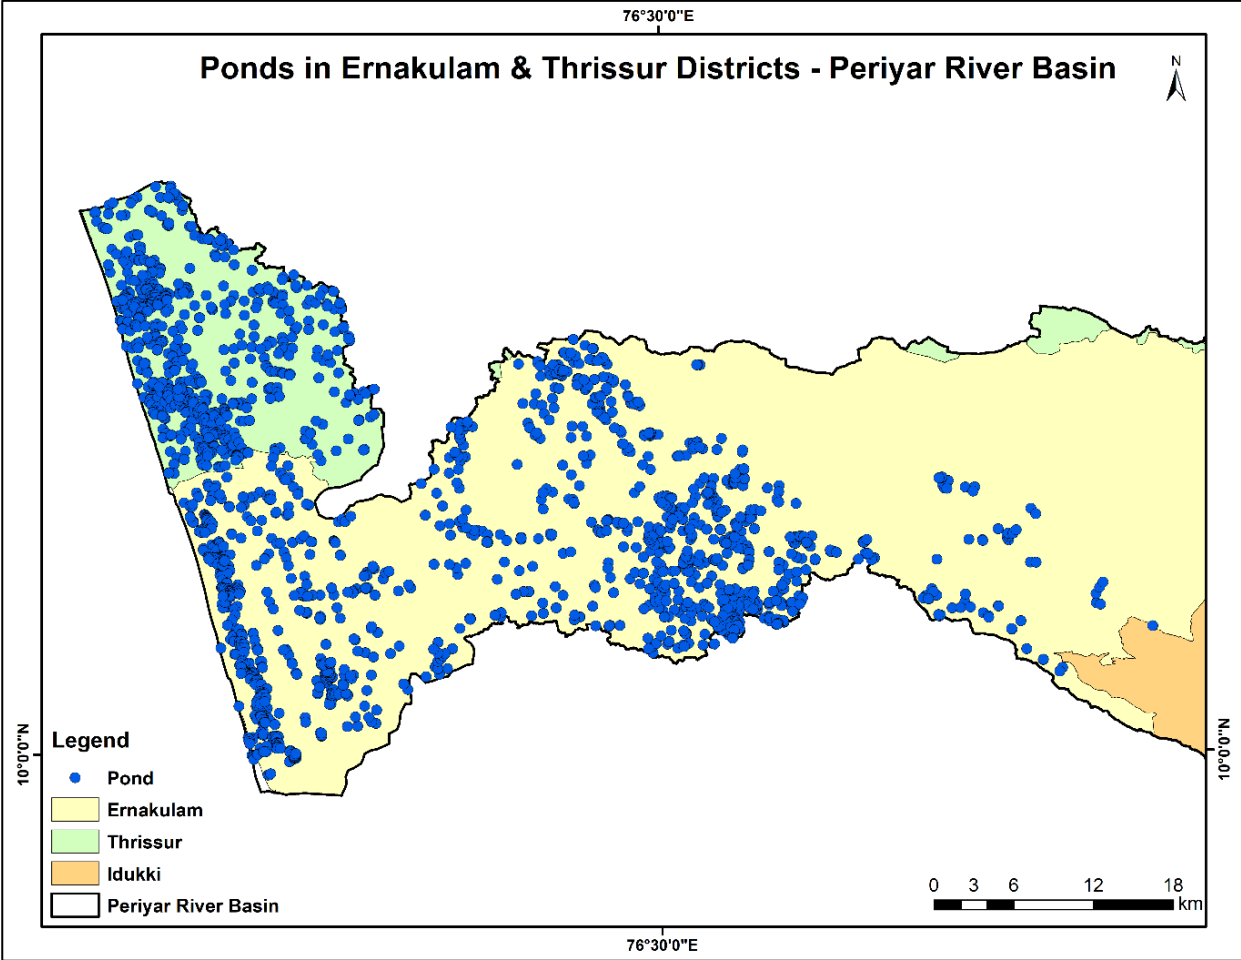 76°30'0"E
Ponds in Ernakulam & Thrissur Districts - Periyar River Basin
N
10°0'0"N
10°0'0"N
Legend
Pond
Ernakulam
Thrissur
Idukki
Periyar River Basin
0 3 6 12 18
km
76°30'0"E